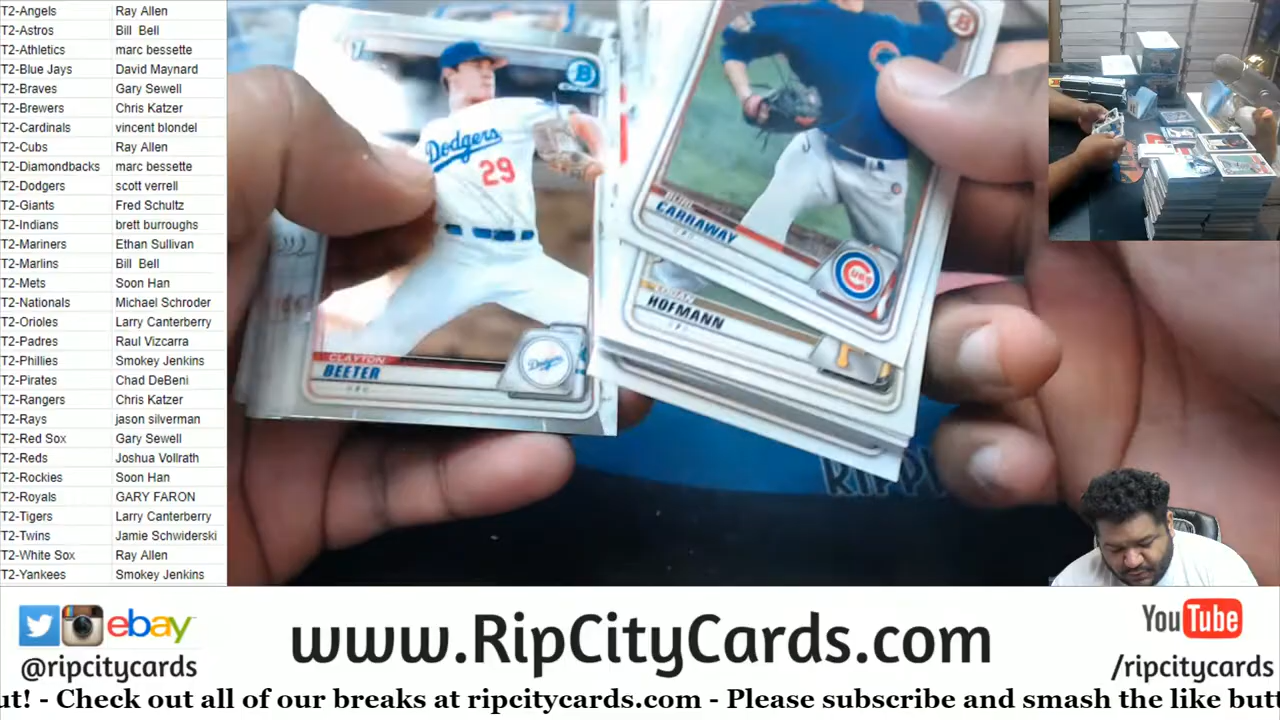 T2-Angels Ray Allen
T2-Astros Bill Bell
T2-Athletics marc bessette
T2-Blue Jays David Maynard
T2-Braves Gary Sewell
T2-Brewers Chris Katzer
T2-Cardinals vincent blondel
T2-Cubs Ray Allen
T2-Diamondbacks marc bessette
T2-Dodgers scott verrell
T2-Giants Fred Schultz
T2-Indians brett burroughs
T2-Mariners Ethan Sullivan
T2-Marlins Bill Bell
T2-Mets Soon Han
T2-Nationals Michael Schroder
T2-Orioles Larry Canterberry
T2-Padres Raul Vizcarra
T2-Phillies Smokey Jenkins
T2-Pirates Chad DeBeni
T2-Rangers Chris Katzer
T2-Rays jason silverman
T2-Red Sox Gary Sewell
T2-Reds Joshua Vollrath
T2-Rockies Soon Han
T2-Royals GARY FARON
T2-Tigers Larry Canterberry
T2-Twins Jamie Schwiderski
T2-White Sox Ray Allen
T2-Yankees Smokey Jenkins
B
Dodgers
29
CLAYTON
BEETER
Dodgers
B
CARRAWAY
CUBS
HOFMANN
P
RIPP
ebay
@ripcitycards
www.RipCityCards.com
YouTube
/ripcitycards
ut! - Check out all of our breaks at ripcitycards.com - Please subscribe and smash the like butt